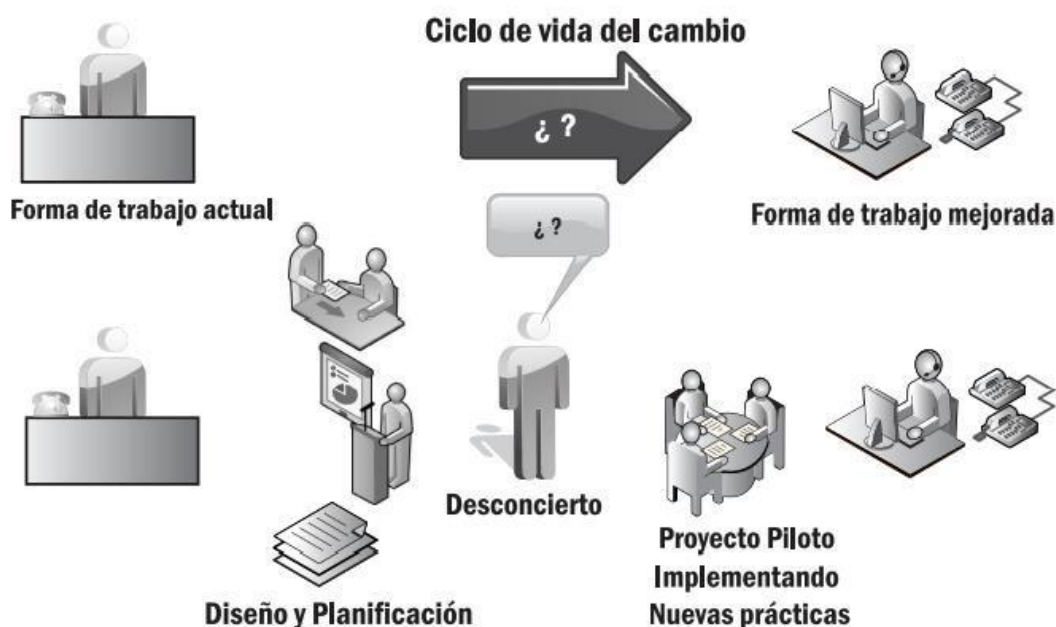 Ciclo de vida del cambio
¿ ?
Forma de trabajo actual
Forma de trabajo mejorada
¿ ?
Desconcierto
Proyecto Piloto
Implementando
Nuevas prácticas
Diseño y Planificación